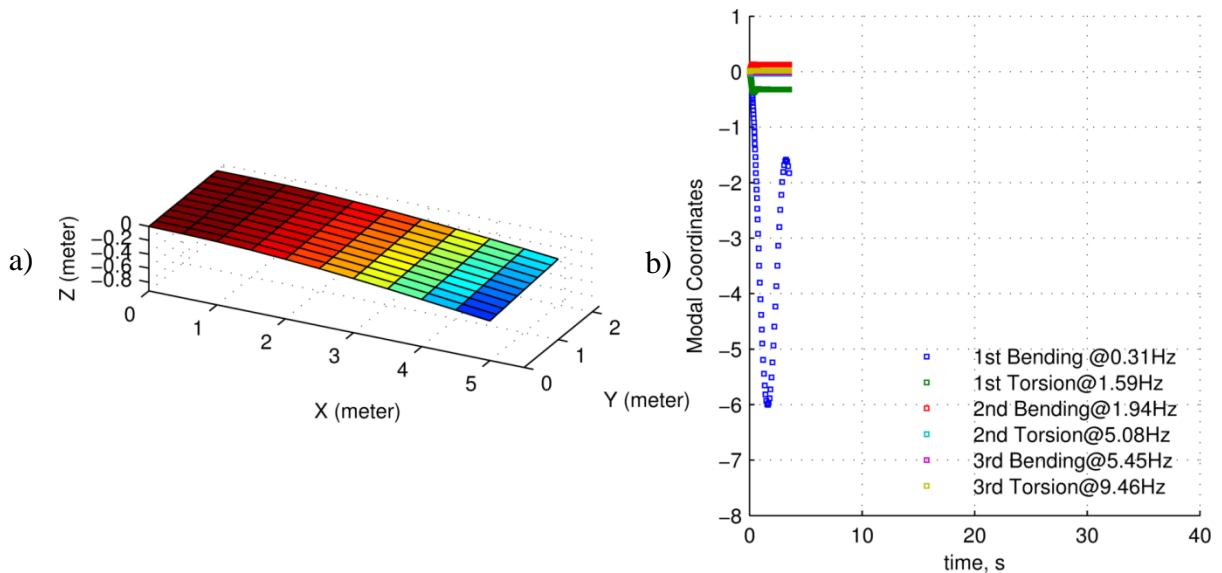 a)
Z (meter)
0
−0.2
−0.4
−0.6
−0.8
0
1
2
3
4
5
X (meter)
0
1
2
Y (meter)
b)
Modal Coordinates
1
0
−1
−2
−3
−4
−5
−6
−7
−8
1st Bending @0.31Hz
1st Torsion@1.59Hz
2nd Bending@1.94Hz
2nd Torsion@5.08Hz
3rd Bending@5.45Hz
3rd Torsion@9.46Hz
0
10
20
30
40
time, s